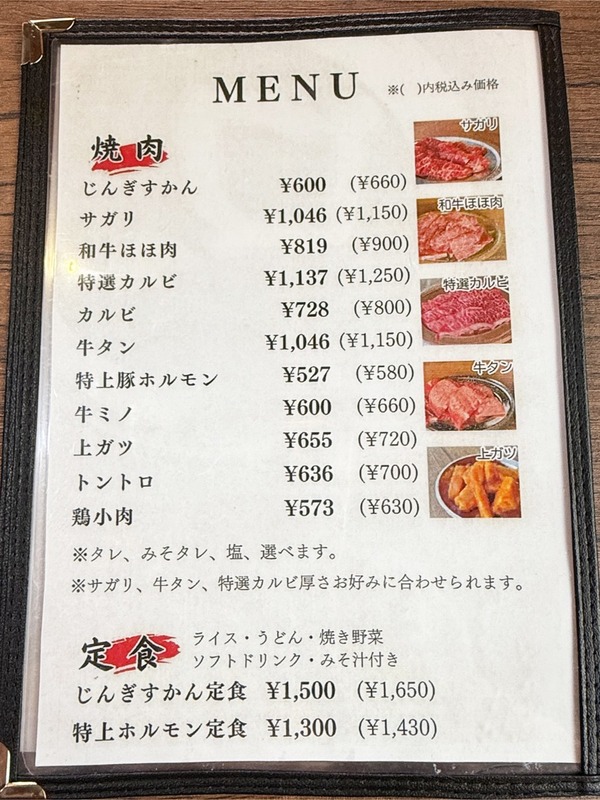 MENU ※( )内税込み価格
焼肉
じんぎすかん ¥600 (¥660)
サガリ ¥1,046 (¥1,150)
和牛ほほ肉 ¥819 (¥900)
特選カルビ ¥1,137 (¥1,250)
カルビ ¥728 (¥800)
牛タン ¥1,046 (¥1,150)
特上豚ホルモン ¥527 (¥580)
牛ミノ ¥600 (¥660)
上ガツ ¥655 (¥720)
トントロ ¥636 (¥700)
鶏小肉 ¥573 (¥630)
サガリ
和牛ほほ肉
特選カルビ
牛タン
上ガツ
※タレ、みそタレ、塩、選べます。
※サガリ、牛タン、特選カルビ厚さお好みに合わせられます。
定食
ライス・うどん・焼き野菜
ソフトドリンク・みそ汁付き
じんぎすかん定食 ¥1,500 (¥1,650)
特上ホルモン定食 ¥1,300 (¥1,430)